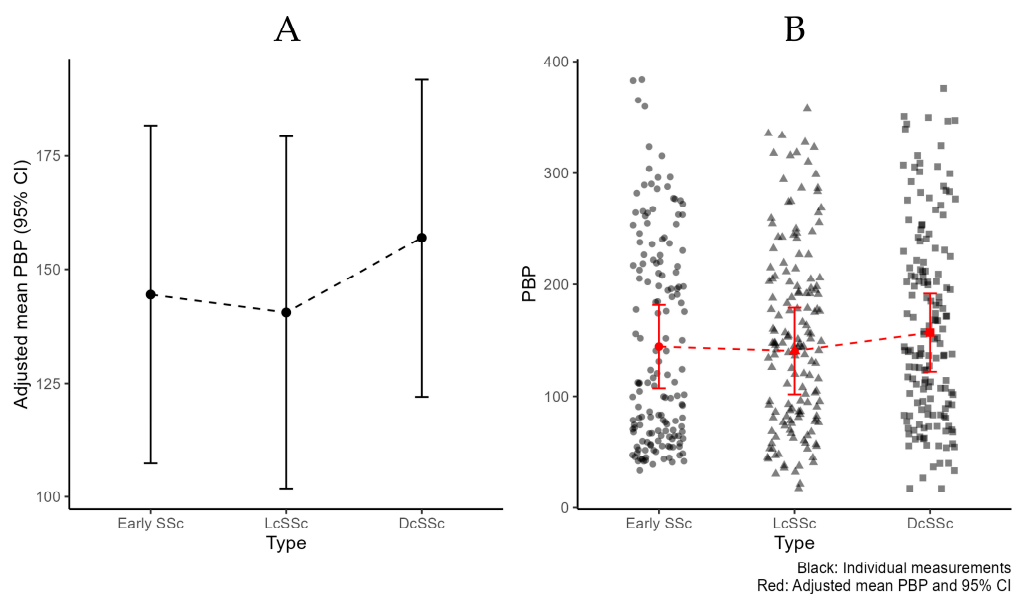 A
B
Adjusted mean PBP (95% CI)
175
150
125
100
Early SSc
LcSSc
DcSSc
Type
PBP
400
300
200
100
0
Early SSc
LcSSc
DcSSc
Type
Black: Individual measurements
Red: Adjusted mean PBP and 95% CI